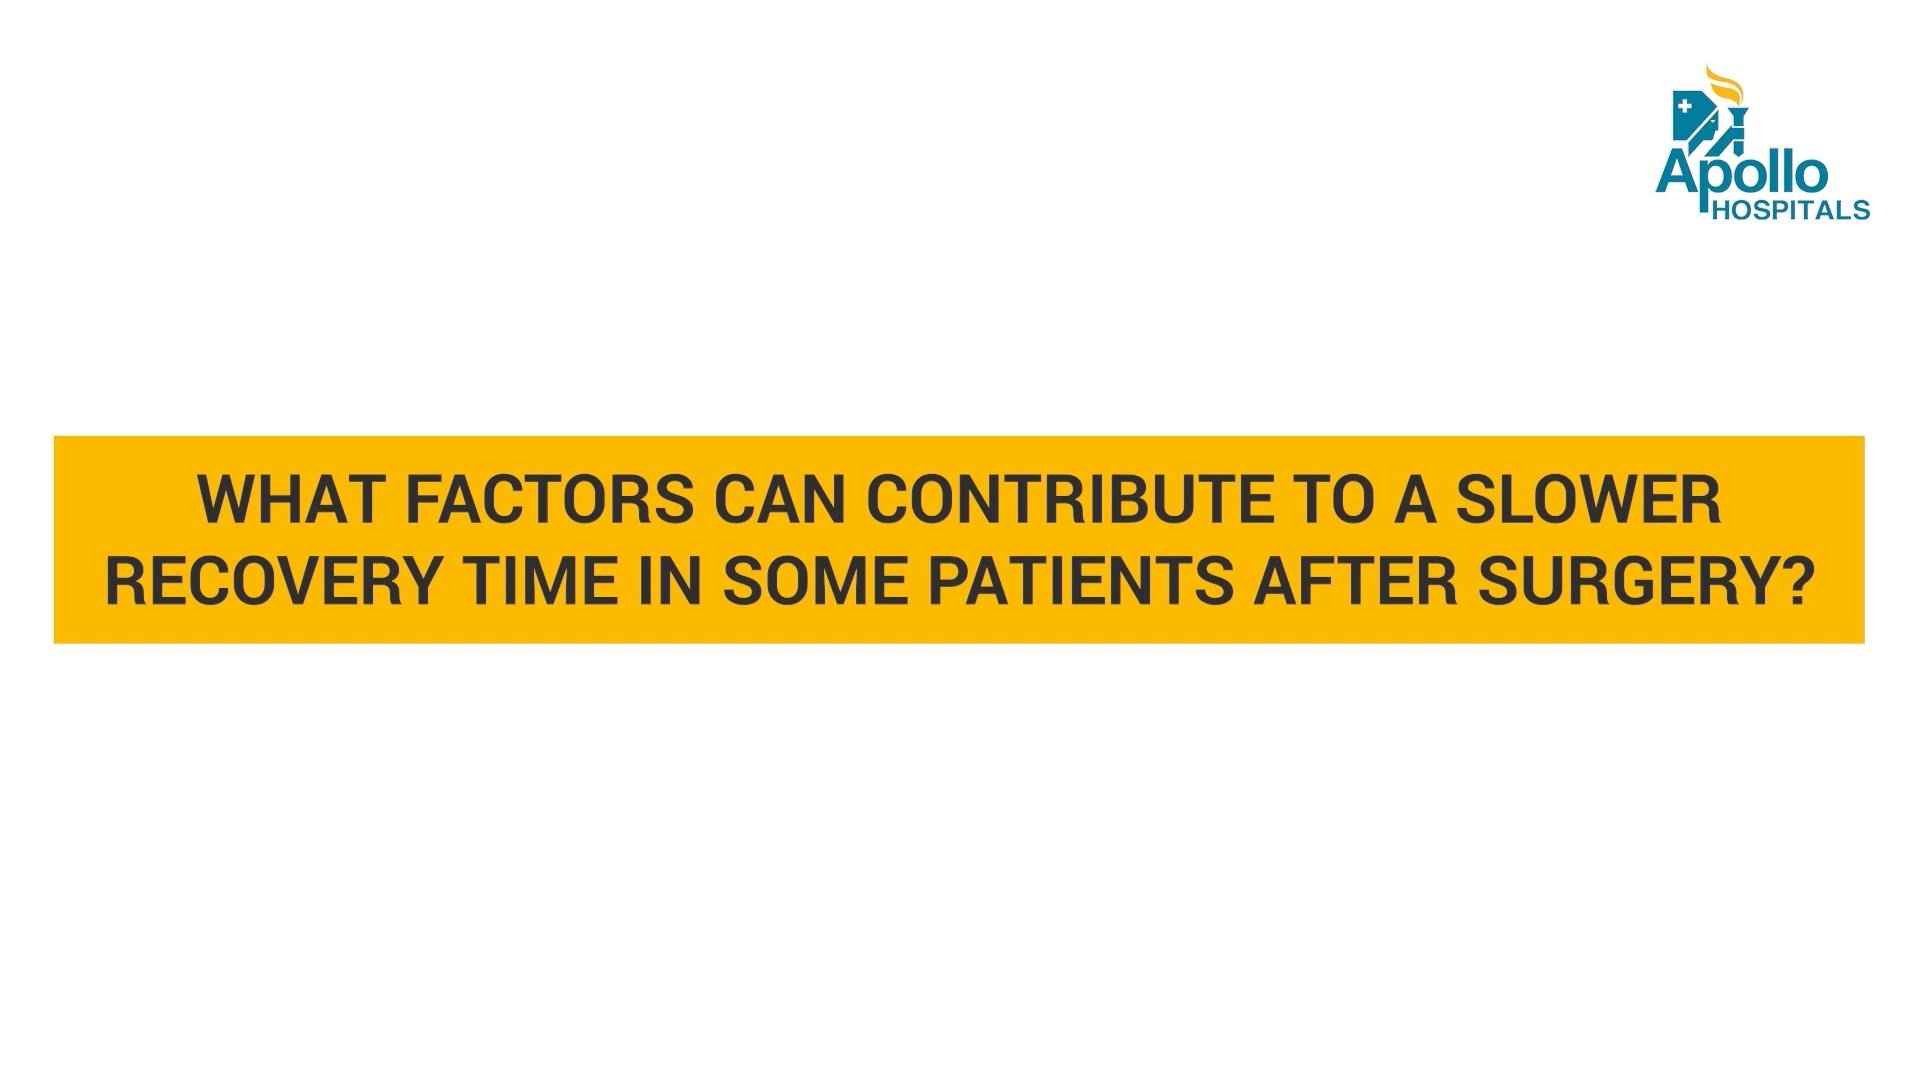 Apollo
HOSPITALS
WHAT FACTORS CAN CONTRIBUTE TO A SLOWER
RECOVERY TIME IN SOME PATIENTS AFTER SURGERY?